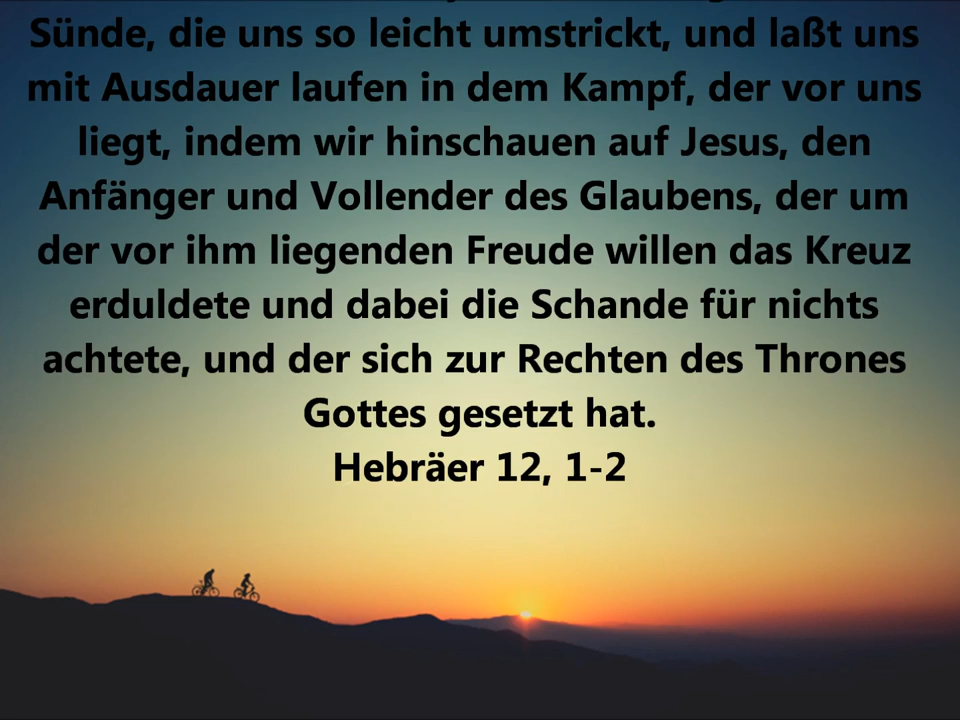 Sünde, die uns so leicht umstrickt, und laßt uns
mit Ausdauer laufen in dem Kampf, der vor uns
liegt, indem wir hinschauen auf Jesus, den
Anfänger und Vollender des Glaubens, der um
der vor ihm liegenden Freude willen das Kreuz
erduldete und dabei die Schande für nichts
achtete, und der sich zur Rechten des Thrones
Gottes gesetzt hat.
Hebräer 12, 1-2